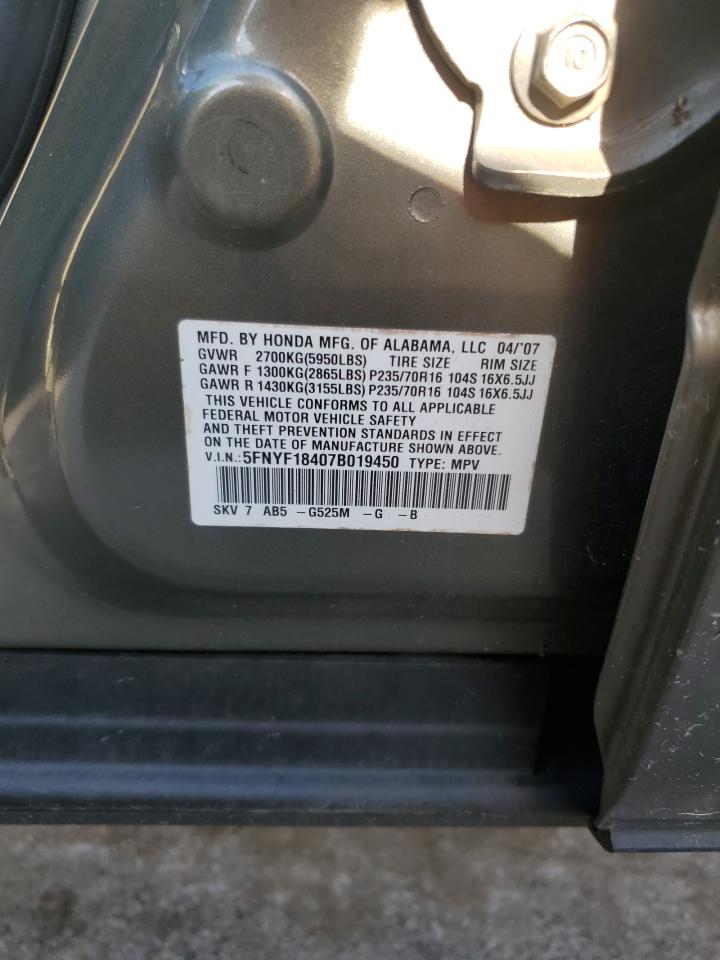 10
MFD. BY HONDA MFG. OF ALABAMA, LLC 04/'07
GVWR 2700KG(5950LBS) TIRE SIZE RIM SIZE
GAWR F 1300KG(2865LBS) P235/70R16 104S 16X6.5JJ
GAWR R 1430KG(3155LBS) P235/70R16 104S 16X6.5JJ
THIS VEHICLE CONFORMS TO ALL APPLICABLE
FEDERAL MOTOR VEHICLE SAFETY
AND THEFT PREVENTION STANDARDS IN EFFECT
ON THE DATE OF MANUFACTURE SHOWN ABOVE.
V.I.N.: 5FNYF18407B019450 TYPE: MPV
SKV 7 AB5 -G525M -G -B